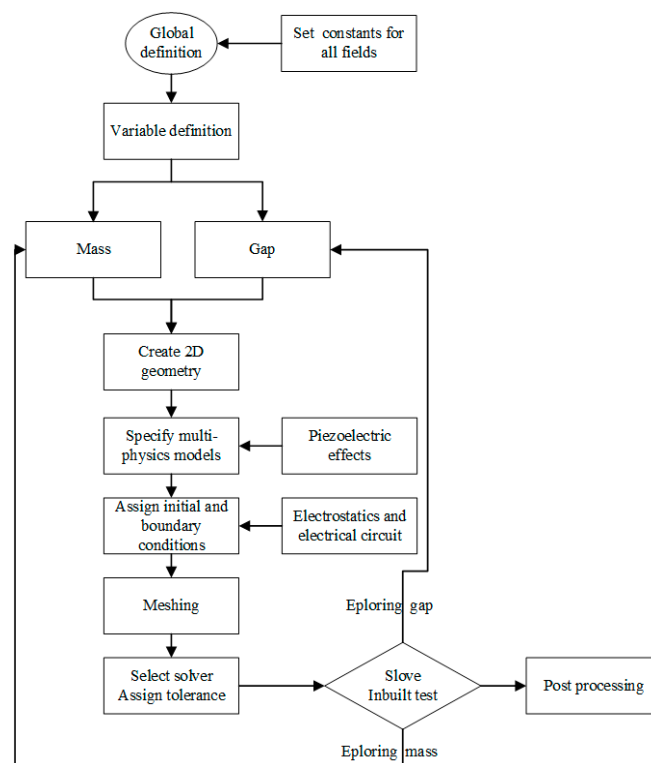 Global
definition
Set constants for
all fields
Variable definition
Mass
Gap
Create 2D
geometry
Specify multi-
physics models
Piezoelectric
effects
Assign initial and
boundary
conditions
Electrostatics and
electrical circuit
Meshing
Eploring gap
Select solver
Assign tolerance
Slove
Inbuilt test
Post processing
Eploring mass